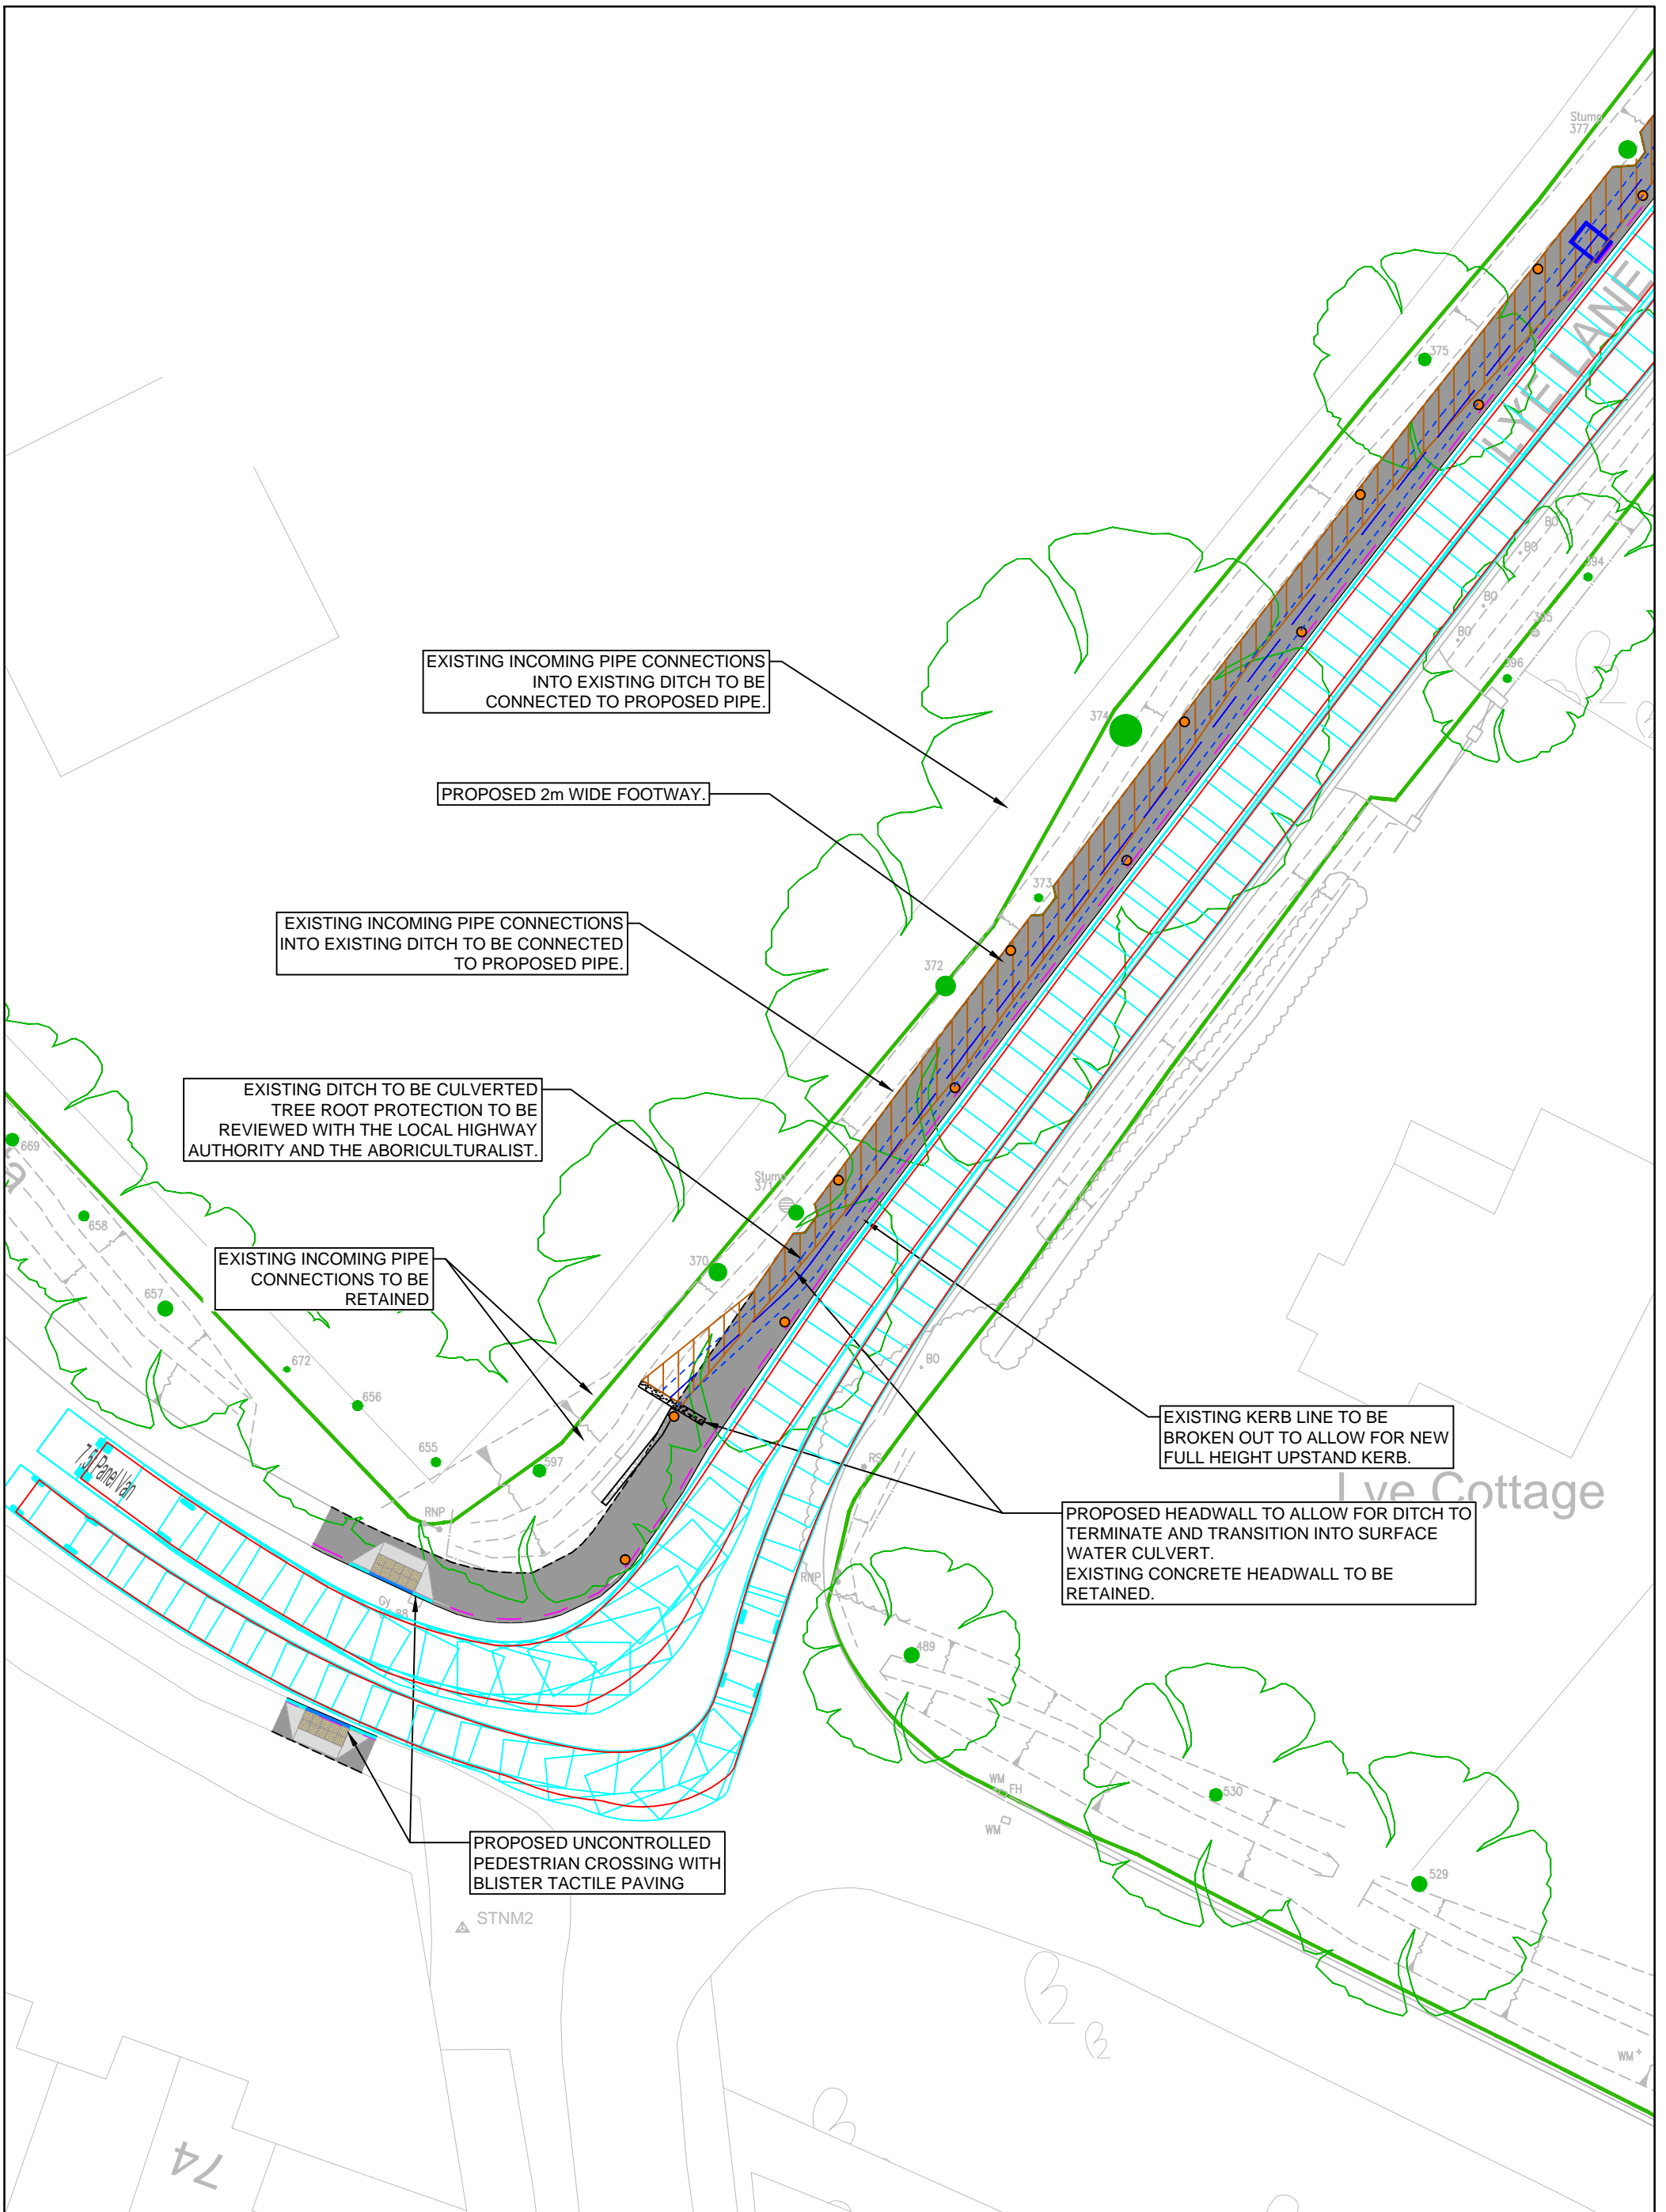 Stump
377
LYE LANE
375
BO
BO
394
BO
395
BO
396
EXISTING INCOMING PIPE CONNECTIONS
INTO EXISTING DITCH TO BE
CONNECTED TO PROPOSED PIPE.
374
PROPOSED 2m WIDE FOOTWAY.
373
EXISTING INCOMING PIPE CONNECTIONS
INTO EXISTING DITCH TO BE CONNECTED
TO PROPOSED PIPE.
372
EXISTING DITCH TO BE CULVERTED
TREE ROOT PROTECTION TO BE
REVIEWED WITH THE LOCAL HIGHWAY
AUTHORITY AND THE ABORICULTURALIST.
669
Stump
371
658
EXISTING INCOMING PIPE
CONNECTIONS TO BE
RETAINED
370
657
672
BO
656
EXISTING KERB LINE TO BE
BROKEN OUT TO ALLOW FOR NEW
FULL HEIGHT UPSTAND KERB.
655
597
RS
7.5t Panel Van
Lye Cottage
RNP
PROPOSED HEADWALL TO ALLOW FOR DITCH TO
TERMINATE AND TRANSITION INTO SURFACE
WATER CULVERT.
EXISTING CONCRETE HEADWALL TO BE
RETAINED.
RNP
Gy
489
WM
FH
530
WM
PROPOSED UNCONTROLLED
PEDESTRIAN CROSSING WITH
BLISTER TACTILE PAVING
529
STNM2
WM
74